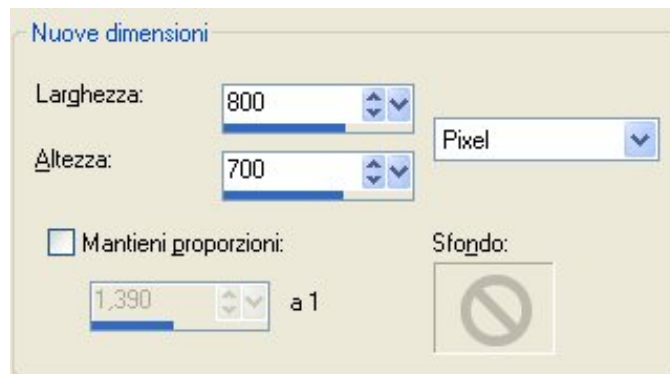 Nuove dimensioni
Larghezza: 800
Pixel
Altezza: 700
Mantieni proporzioni: Sfondo:
1,390 a 1